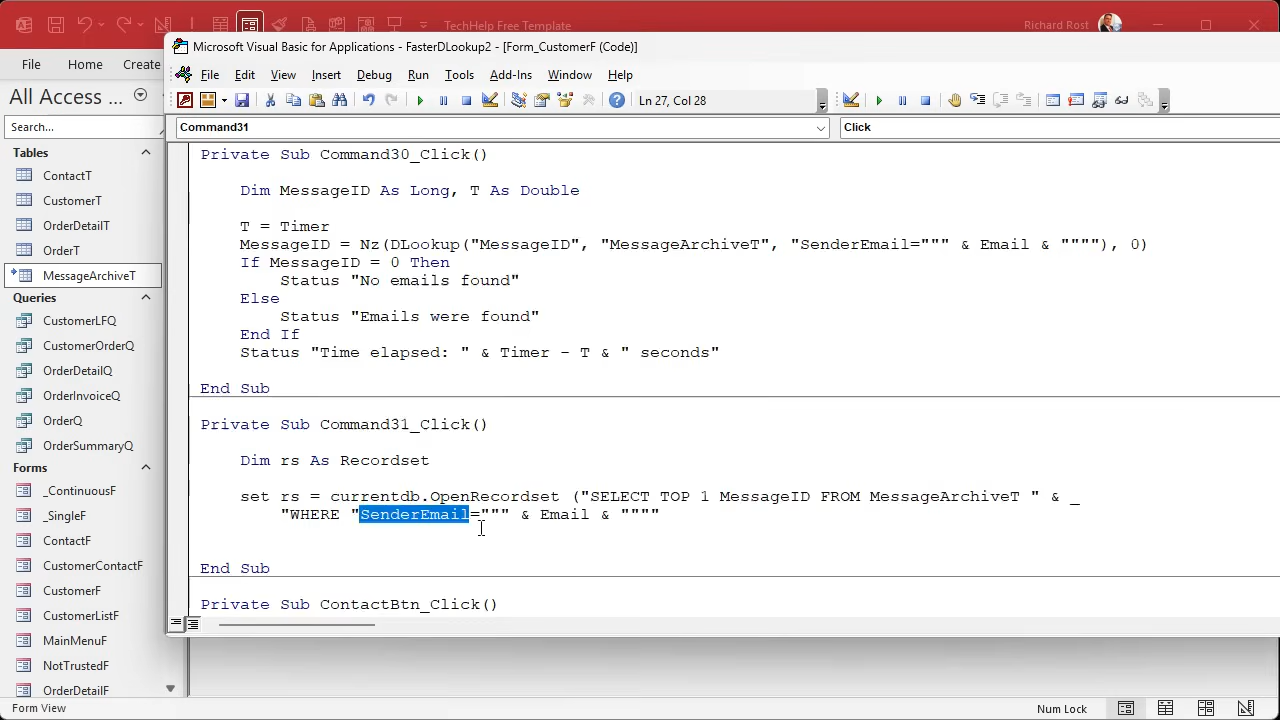 TechHelp Free Template
Richard Rost
Microsoft Visual Basic for Applications - FasterDLookup2 - [Form_CustomerF (Code)]
File Home Create
File Edit View Insert Debug Run Tools Add-Ins Window Help
All Access ...
Ln 27, Col 28
Search...
Command31
Click
Tables
ContactT
CustomerT
OrderDetailT
OrderT
MessageArchiveT
Queries
CustomerLFQ
CustomerOrderQ
OrderDetailQ
OrderInvoiceQ
OrderQ
OrderSummaryQ
Forms
_ContinuousF
_SingleF
ContactF
CustomerContactF
CustomerF
CustomerListF
MainMenuF
NotTrustedF
OrderDetailF
Private Sub Command30_Click()
Dim MessageID As Long, T As Double
T = Timer
MessageID = Nz(DLookup("MessageID", "MessageArchiveT", "SenderEmail=""" & Email & """"), 0)
If MessageID = 0 Then
Status "No emails found"
Else
Status "Emails were found"
End If
Status "Time elapsed: " & Timer - T & " seconds"
End Sub
Private Sub Command31_Click()
Dim rs As Recordset
set rs = currentdb.OpenRecordset ("SELECT TOP 1 MessageID FROM MessageArchiveT " & _
"WHERE "SenderEmail=""" & Email & """"
End Sub
Private Sub ContactBtn_Click()
Form View
Num Lock